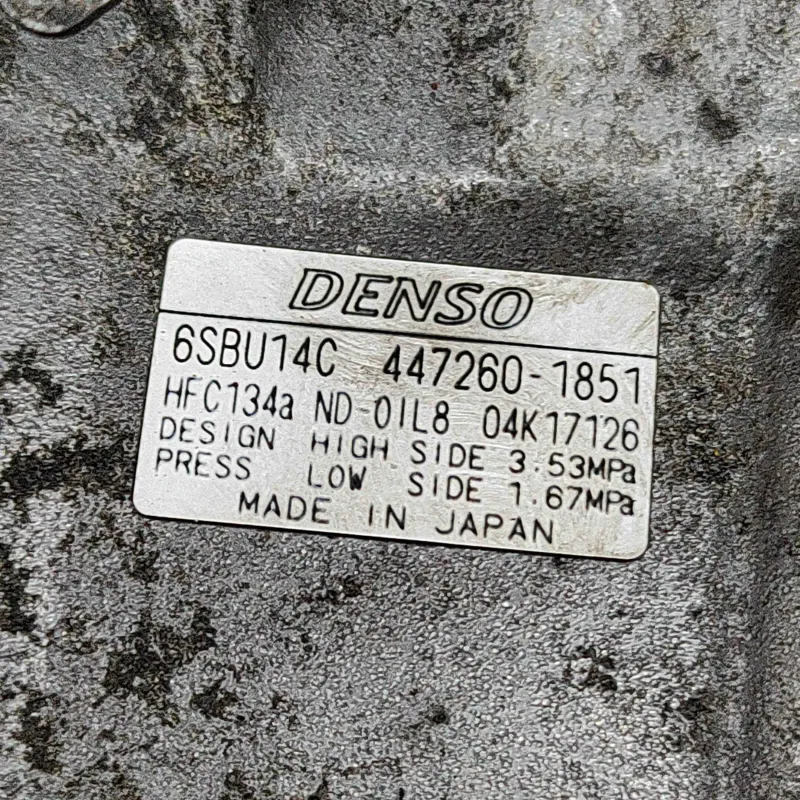 DENSO
6SBU14C 447260-1851
HFC134a ND-OIL8 04K17126
DESIGN HIGH SIDE 3.53MPa
PRESS LOW SIDE 1.67MPa
MADE IN JAPAN